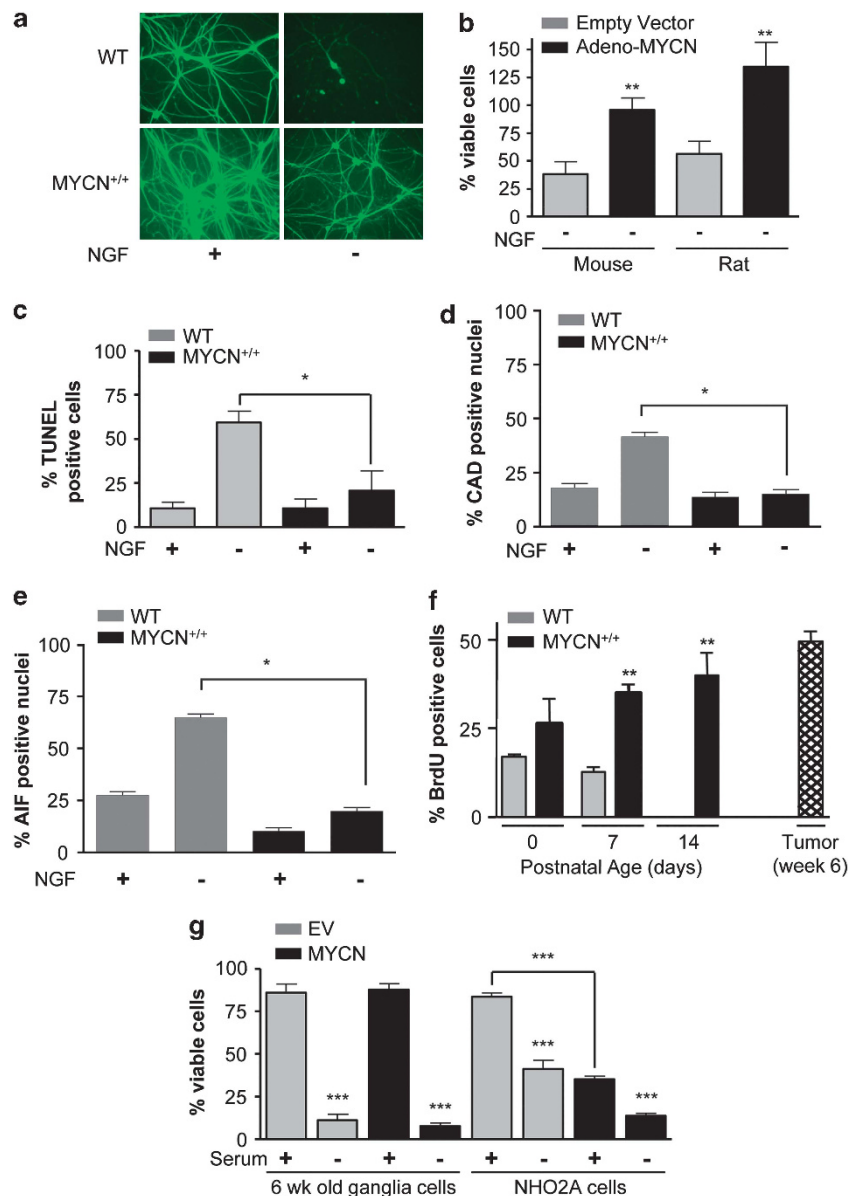 a
WT
MYCN+/+
NGF + -
b
Empty Vector
Adeno-MYCN
% viable cells
150
125
100
75
50
25
0
** **
NGF - - - -
Mouse Rat
c
WT
MYCN+/+
% TUNEL
positive cells
100
75
50
25
0
*
NGF + - + -
d
WT
MYCN+/+
% CAD positive nuclei
100
75
50
25
0
*
NGF + - + -
e
WT
MYCN+/+
% AIF positive nuclei
100
75
50
25
0
*
NGF + - + -
f
WT
MYCN+/+
% BrdU positive cells
50
25
0
** **
0 7 14 Tumor
Postnatal Age (days) (week 6)
g
EV
MYCN
% viable cells
100
75
50
25
0
*** *** *** *** ***
Serum + - + - + - + -
6 wk old ganglia cells NHO2A cells